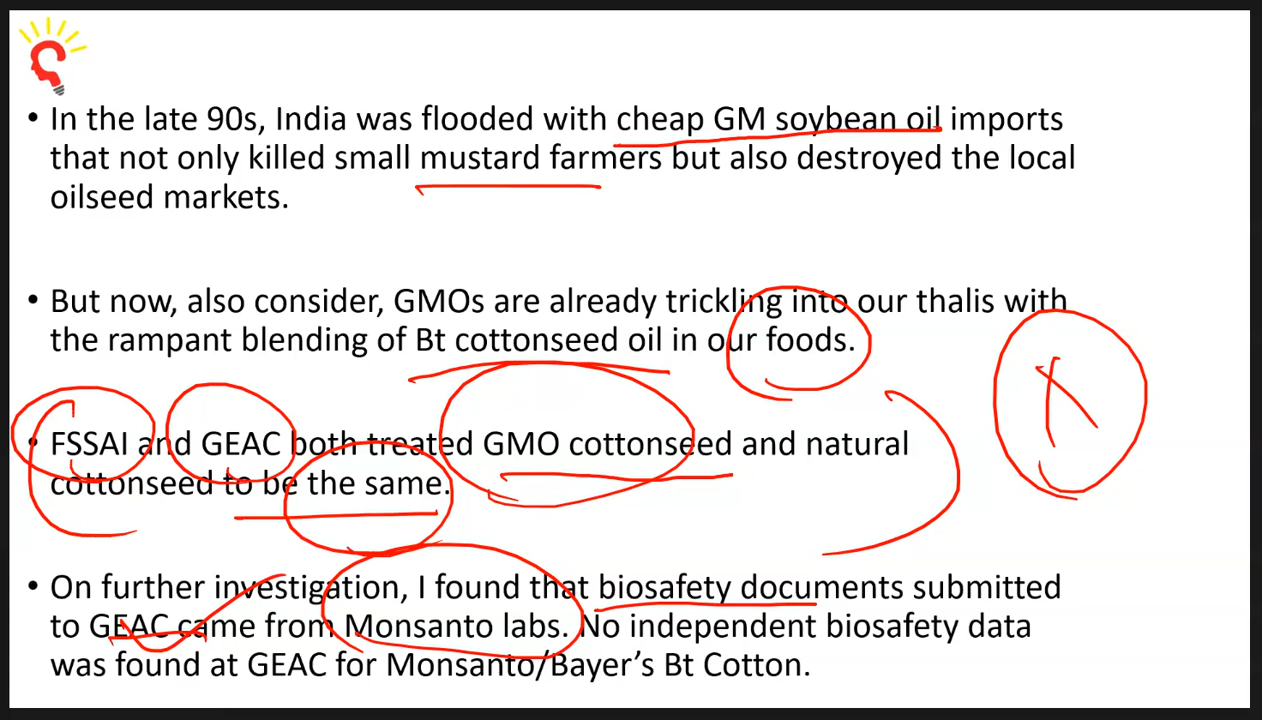 • In the late 90s, India was flooded with cheap GM soybean oil imports
that not only killed small mustard farmers but also destroyed the local
oilseed markets.
• But now, also consider, GMOs are already trickling into our thalis with
the rampant blending of Bt cottonseed oil in our foods.
• FSSAI and GEAC both treated GMO cottonseed and natural
cottonseed to be the same.
• On further investigation, I found that biosafety documents submitted
to GEAC came from Monsanto labs. No independent biosafety data
was found at GEAC for Monsanto/Bayer’s Bt Cotton.